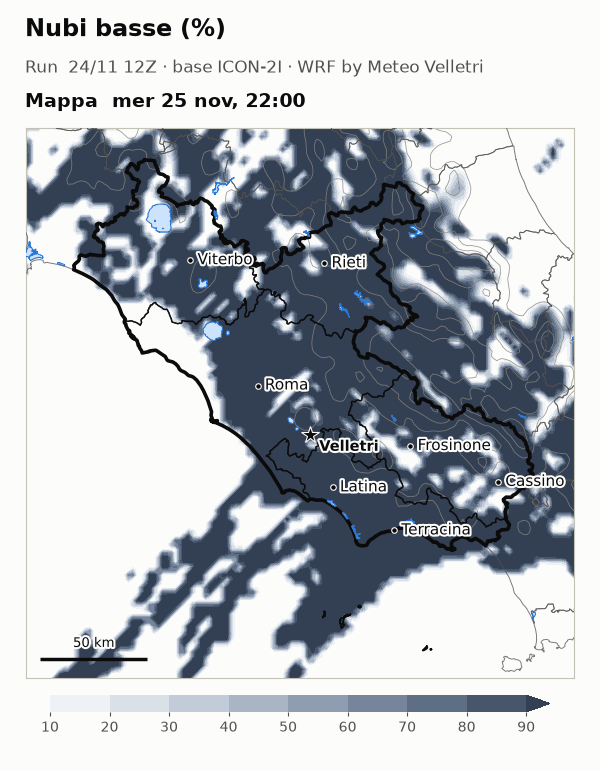 Nubi basse (%)
Run  24/11 12Z · base ICON-2I · WRF by Meteo Velletri
Mappa  mer 25 nov, 22:00
Viterbo
Rieti
Roma
Velletri
Frosinone
Cassino
Latina
Terracina
50 km
10 20 30 40 50 60 70 80 90